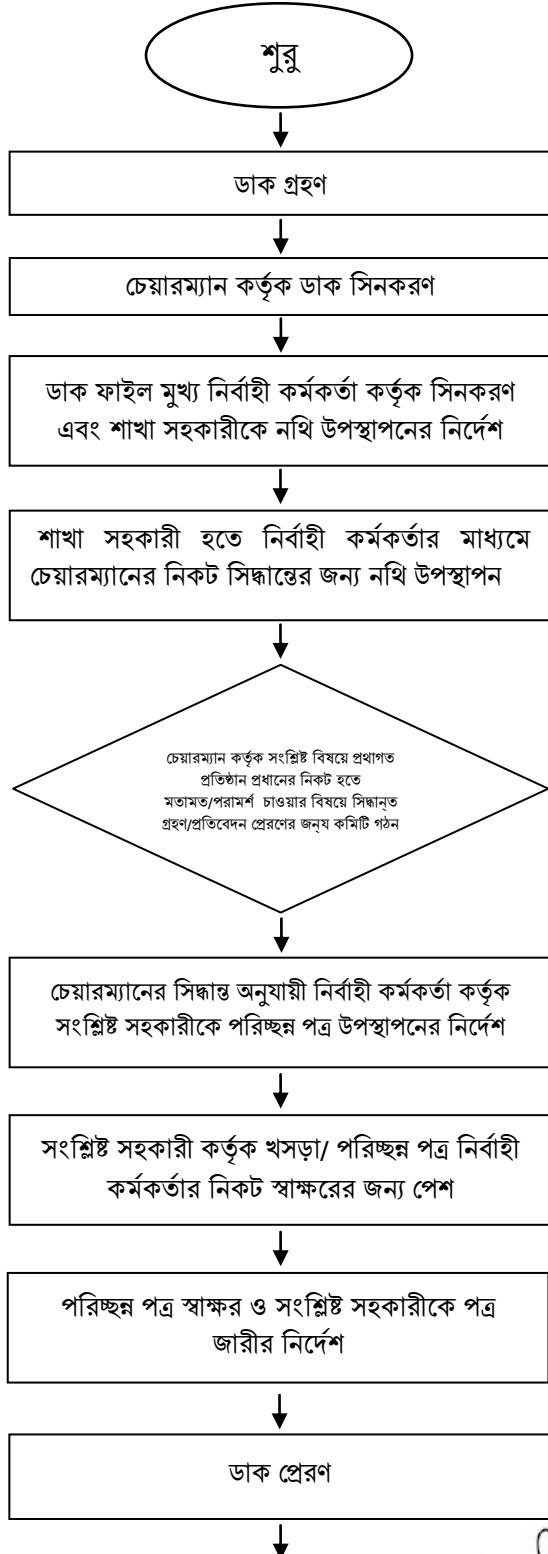 শুরু
ডাক গ্রহণ
চেয়ারম্যান কর্তৃক ডাক সিনকরণ
ডাক ফাইল মুখ্য নির্বাহী কর্মকর্তা কর্তৃক সিনকরণ
এবং শাখা সহকারীকে নথি উপস্থাপনের নির্দেশ
শাখা সহকারী হতে নির্বাহী কর্মকর্তার মাধ্যমে
চেয়ারম্যানের নিকট সিদ্ধান্তের জন্য নথি উপস্থাপন
চেয়ারম্যান কর্তৃক সংশ্লিষ্ট বিষয়ে প্রথাগত
প্রতিষ্ঠান প্রধানের নিকট হতে
মতামত/পরামর্শ চাওয়ার বিষয়ে সিদ্ধান্‌ত
গ্রহণ/প্রতিবেদন প্রেরণের জন্‌য কমিটি গঠন
চেয়ারম্যানের সিদ্ধান্ত অনুযায়ী নির্বাহী কর্মকর্তা কর্তৃক
সংশ্লিষ্ট সহকারীকে পরিচ্ছন্ন পত্র উপস্থাপনের নির্দেশ
সংশ্লিষ্ট সহকারী কর্তৃক খসড়া/ পরিচ্ছন্ন পত্র নির্বাহী
কর্মকর্তার নিকট স্বাক্ষরের জন্য পেশ
পরিচ্ছন্ন পত্র স্বাক্ষর ও সংশ্লিষ্ট সহকারীকে পত্র
জারীর নির্দেশ
ডাক প্রেরণ